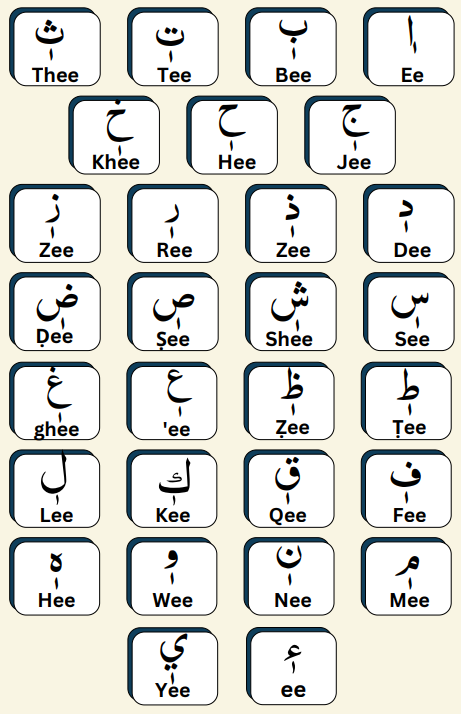 اٖ بٖ تٖ ثٖ
Ee Bee Tee Thee
جٖ حٖ خٖ
Jee Hee Khee
دٖ ذٖ رٖ زٖ
Dee Zee Ree Zee
سٖ شٖ صٖ ضٖ
See Shee Ṣee Ḍee
طٖ ظٖ عٖ غٖ
Ṭee Ẓee 'ee ghee
فٖ قٖ كٖ لٖ
Fee Qee Kee Lee
مٖ نٖ وٖ هٖ
Mee Nee Wee Hee
ءٖ يٖ
ee Yee